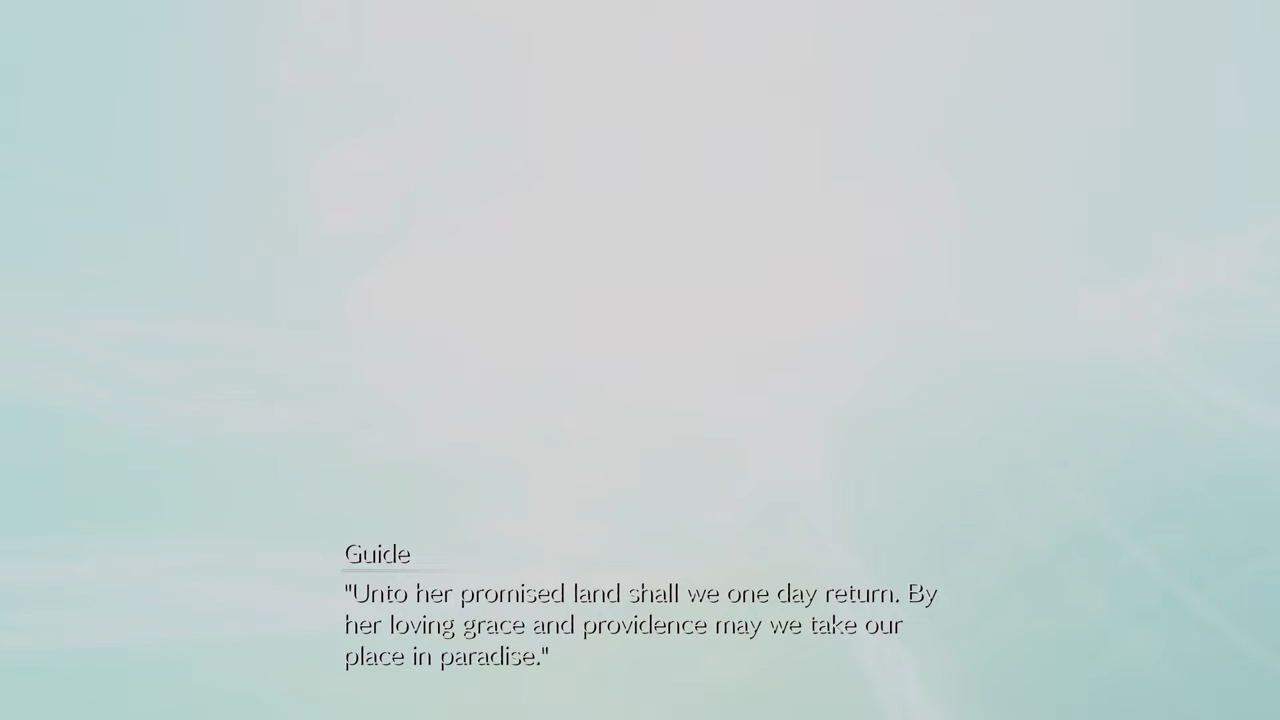 Guide
"Unto her promised land shall we one day return. By
her loving grace and providence may we take our
place in paradise."